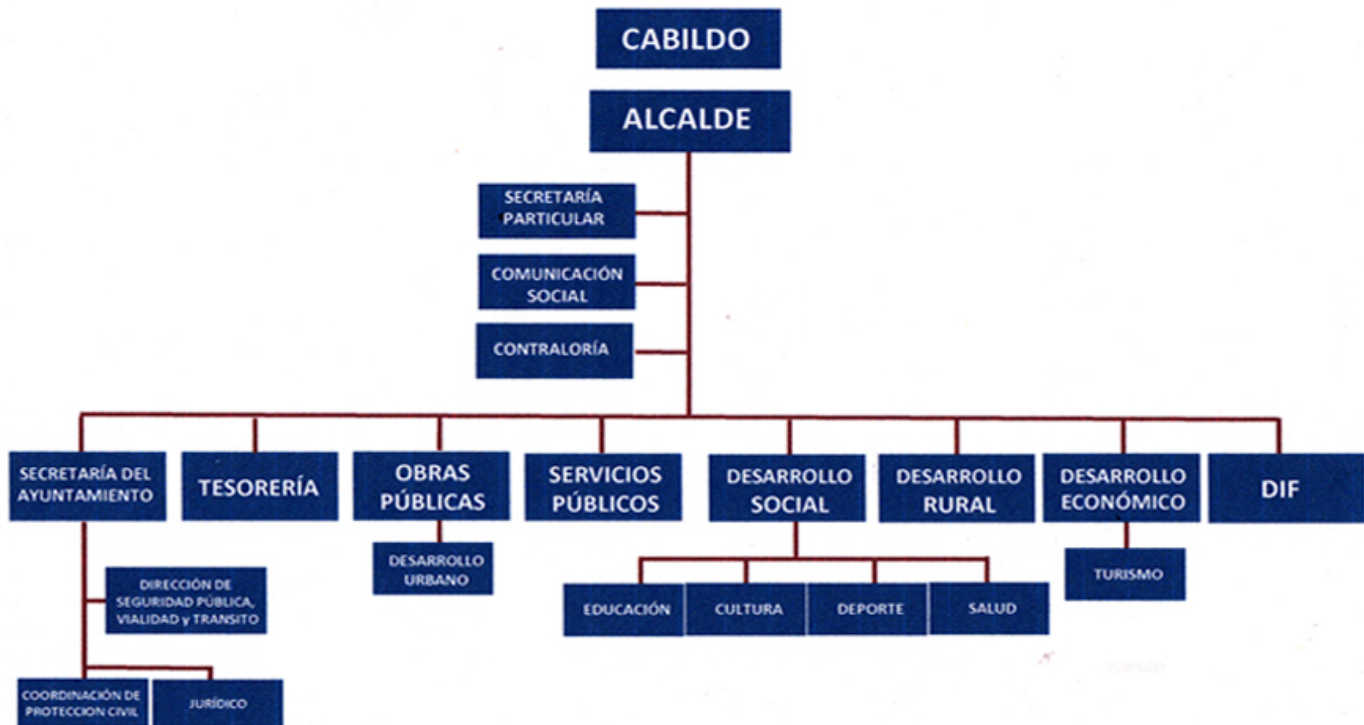 CABILDO
ALCALDE
SECRETARÍA
PARTICULAR
COMUNICACIÓN
SOCIAL
CONTRALORÍA
SECRETARÍA DEL
AYUNTAMIENTO
TESORERÍA
OBRAS
PÚBLICAS
SERVICIOS
PÚBLICOS
DESARROLLO
SOCIAL
DESARROLLO
RURAL
DESARROLLO
ECONÓMICO
DIF
DIRECCIÓN DE
SEGURIDAD PÚBLICA,
VIALIDAD y TRANSITO
COORDINACIÓN DE
PROTECCION CIVIL
JURÍDICO
DESARROLLO
URBANO
EDUCACIÓN
CULTURA
DEPORTE
SALUD
TURISMO